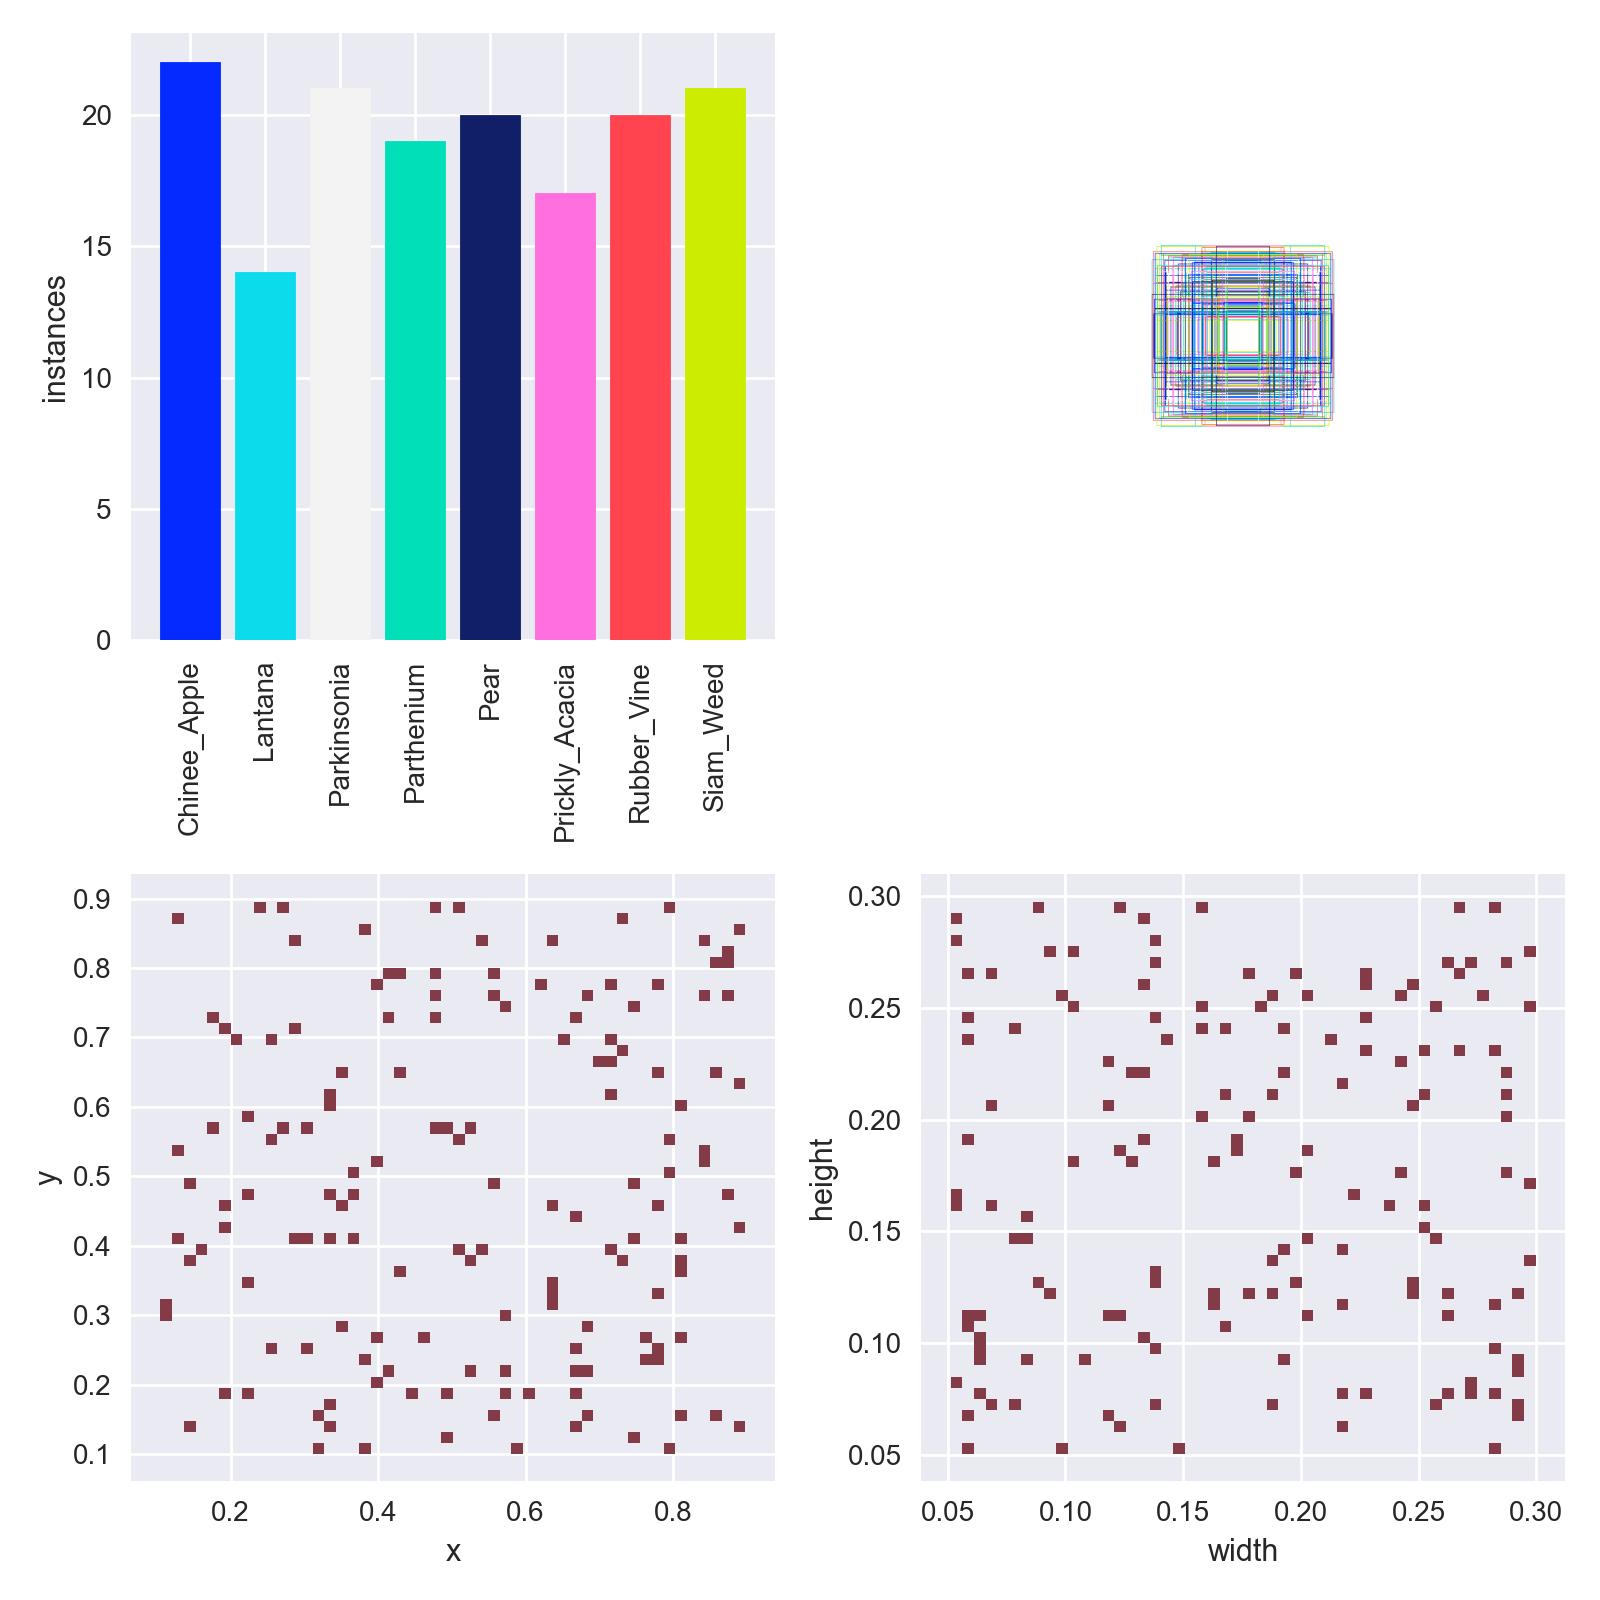 20
15
10
5
0
instances
Chinee_Apple
Lantana
Parkinsonia
Parthenium
Pear
Prickly_Acacia
Rubber_Vine
Siam_Weed
0.9
0.8
0.7
0.6
0.5
0.4
0.3
0.2
0.1
y
0.2 0.4 0.6 0.8
x
0.30
0.25
0.20
0.15
0.10
0.05
height
0.05 0.10 0.15 0.20 0.25 0.30
width